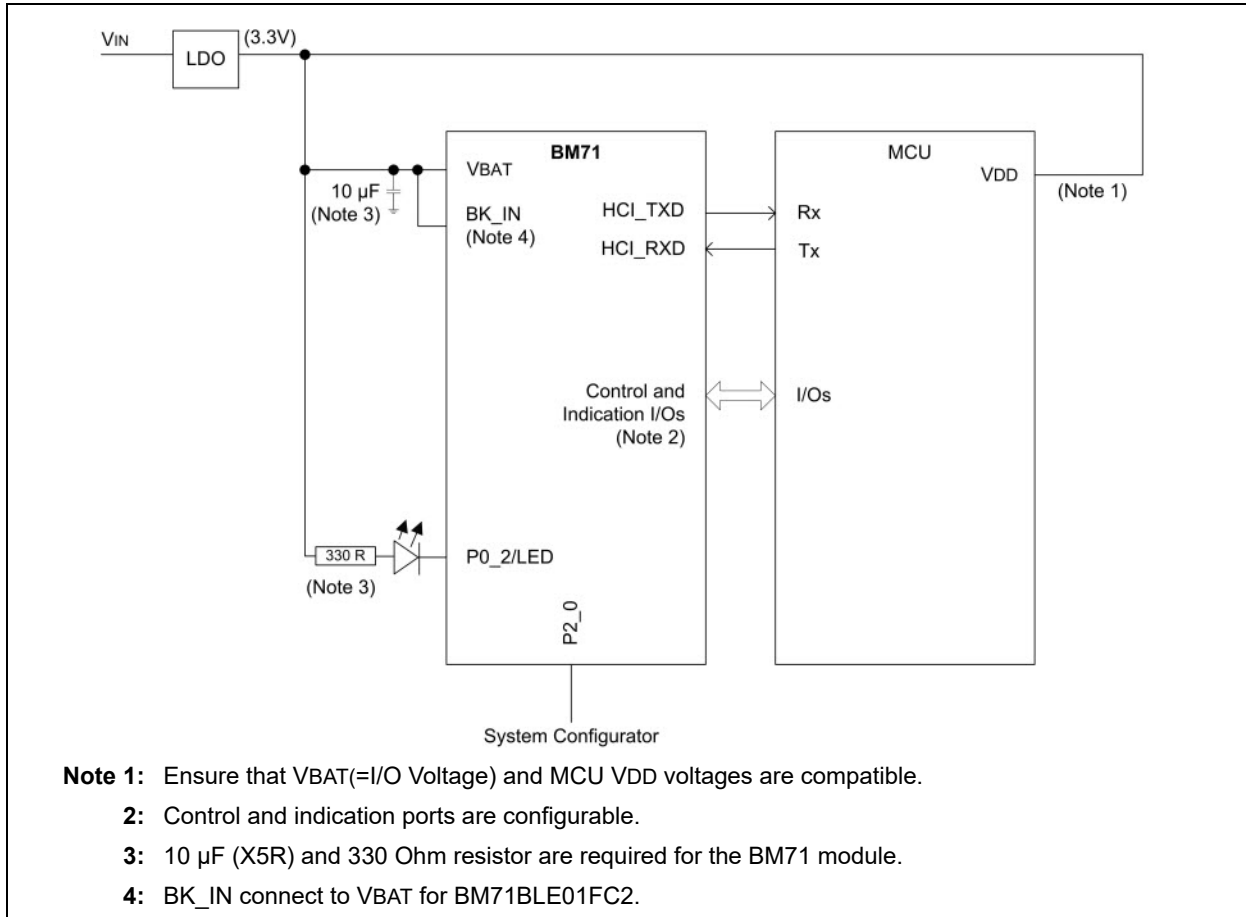 VIN
LDO
(3.3V)
BM71
MCU
VBAT
VDD
(Note 1)
10 µF
(Note 3)
BK_IN
(Note 4)
HCI_TXD
Rx
HCI_RXD
Tx
Control and
Indication I/Os
(Note 2)
I/Os
330 R
(Note 3)
P0_2/LED
P2_0
System Configurator
Note 1: Ensure that VBAT(=I/O Voltage) and MCU VDD voltages are compatible.
2: Control and indication ports are configurable.
3: 10 µF (X5R) and 330 Ohm resistor are required for the BM71 module.
4: BK_IN connect to VBAT for BM71BLE01FC2.